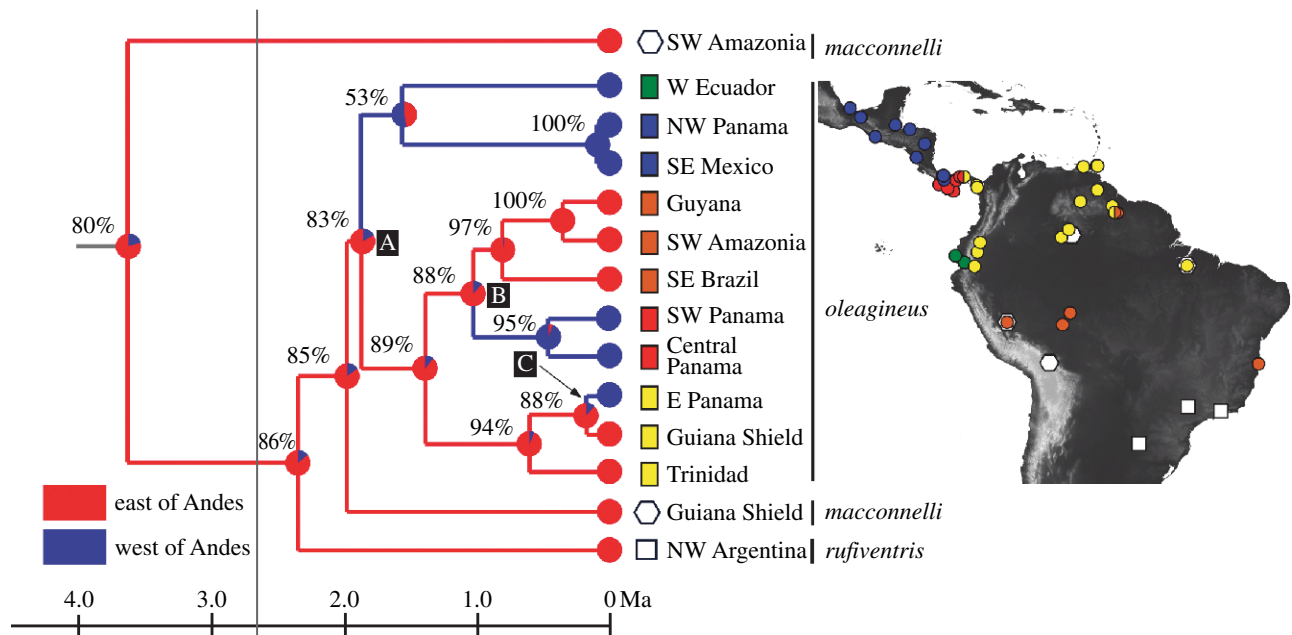 SW Amazonia
macconnelli
W Ecuador
53%
NW Panama
100%
SE Mexico
Guyana
100%
80%
83%
A
97%
SW Amazonia
88%
B
SE Brazil
oleagineus
95%
SW Panama
85%
89%
C
Central
Panama
88%
E Panama
94%
Guiana Shield
86%
Trinidad
east of Andes
Guiana Shield
macconnelli
west of Andes
NW Argentina
rufiventris
4.0 3.0 2.0 1.0 0 Ma